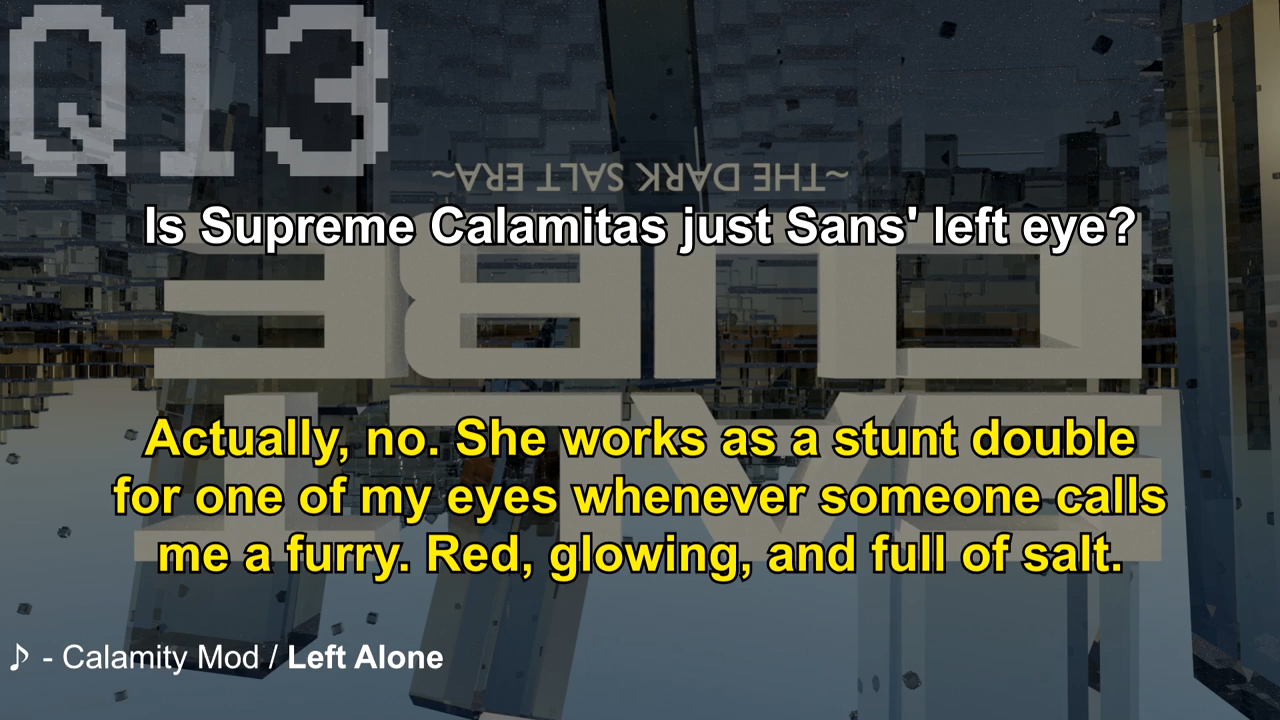 Q13
~THE DARK SALT ERA~
Is Supreme Calamitas just Sans' left eye?
Actually, no. She works as a stunt double
for one of my eyes whenever someone calls
me a furry. Red, glowing, and full of salt.
♪ - Calamity Mod / Left Alone